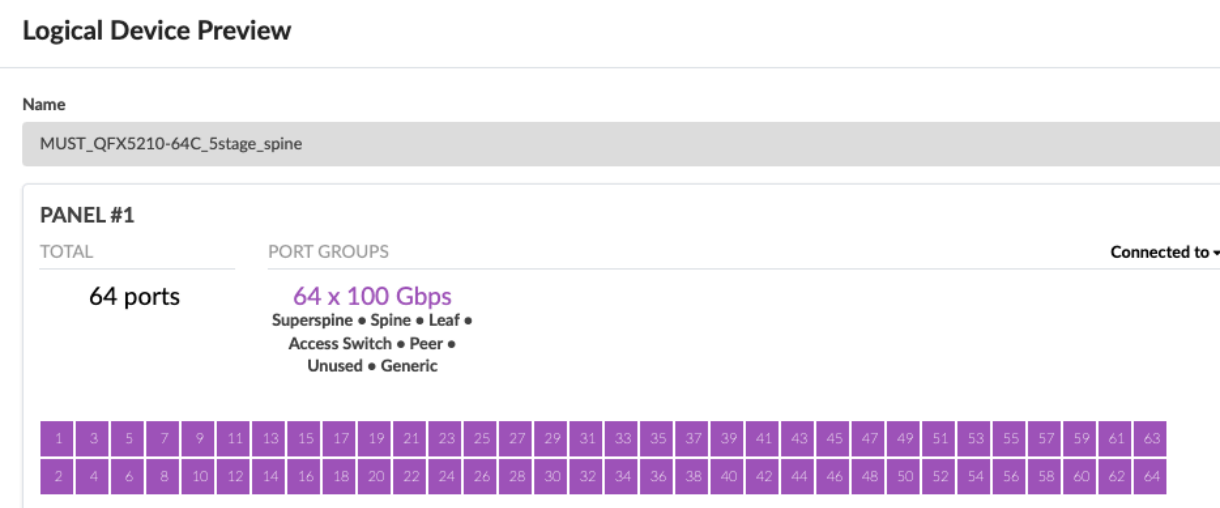 Logical Device Preview
Name
MUST_QFX5210-64C_5stage_spine
PANEL #1
TOTAL
PORT GROUPS
Connected to
64 ports
64 x 100 Gbps
Superspine • Spine • Leaf •
Access Switch • Peer •
Unused • Generic
1 3 5 7 9 11 13 15 17 19 21 23 25 27 29 31 33 35 37 39 41 43 45 47 49 51 53 55 57 59 61 63
2 4 6 8 10 12 14 16 18 20 22 24 26 28 30 32 34 36 38 40 42 44 46 48 50 52 54 56 58 60 62 64